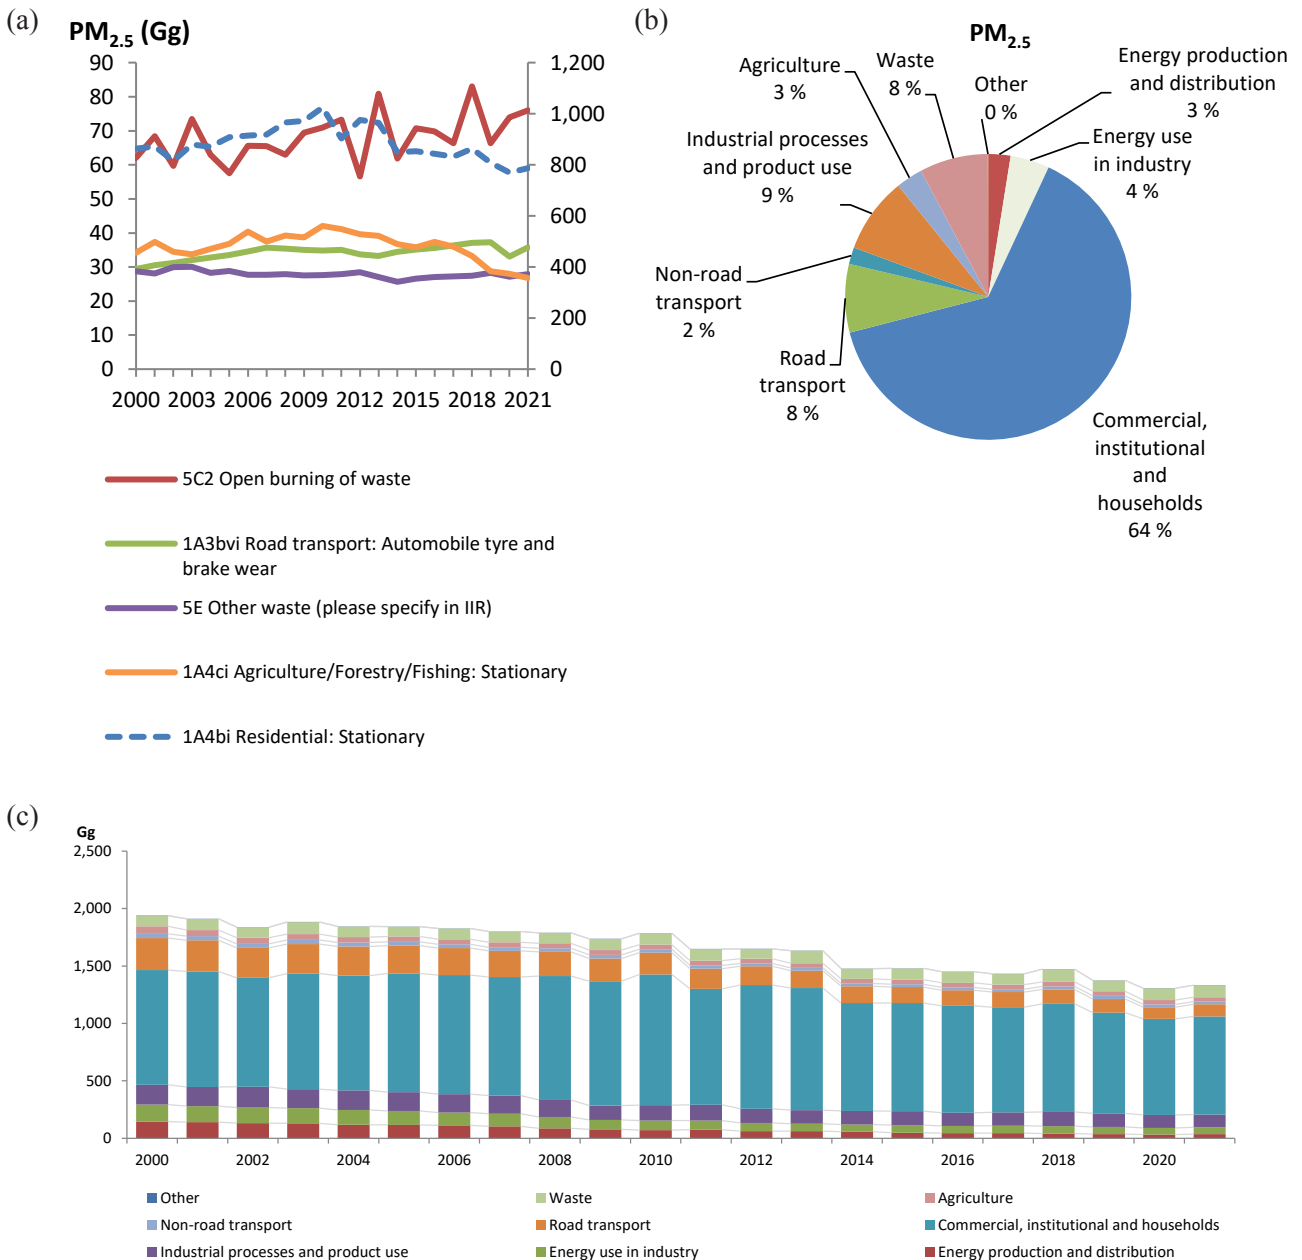 (a)
PM2.5 (Gg)
90
80
70
60
50
40
30
20
10
0
1,200
1,000
800
600
400
200
0
2000 2003 2006 2009 2012 2015 2018 2021
5C2 Open burning of waste
1A3bvi Road transport: Automobile tyre and
brake wear
5E Other waste (please specify in IIR)
1A4ci Agriculture/Forestry/Fishing: Stationary
1A4bi Residential: Stationary
(b)
PM2.5
Energy production
and distribution
3 %
Energy use
in industry
4 %
Commercial,
institutional
and
households
64 %
Road
transport
8 %
Non-road
transport
2 %
Industrial processes
and product use
9 %
Agriculture
3 %
Waste
8 %
Other
0 %
(c)
Gg
2,500
2,000
1,500
1,000
500
0
2000 2002 2004 2006 2008 2010 2012 2014 2016 2018 2020
Other Waste Agriculture
Non-road transport Road transport Commercial, institutional and households
Industrial processes and product use Energy use in industry Energy production and distribution